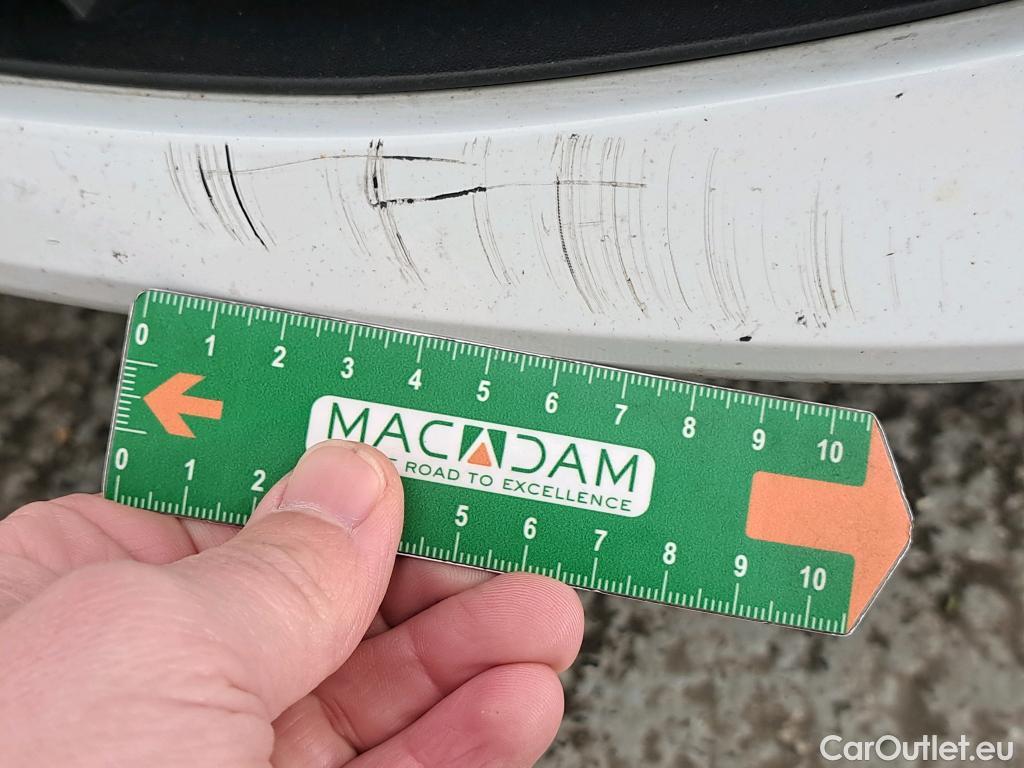 0 1 2 3 4 5 6 7 8 9 10
MACADAM
ROAD TO EXCELLENCE
0 1 2 5 6 7 8 9 10
CarOutlet.eu